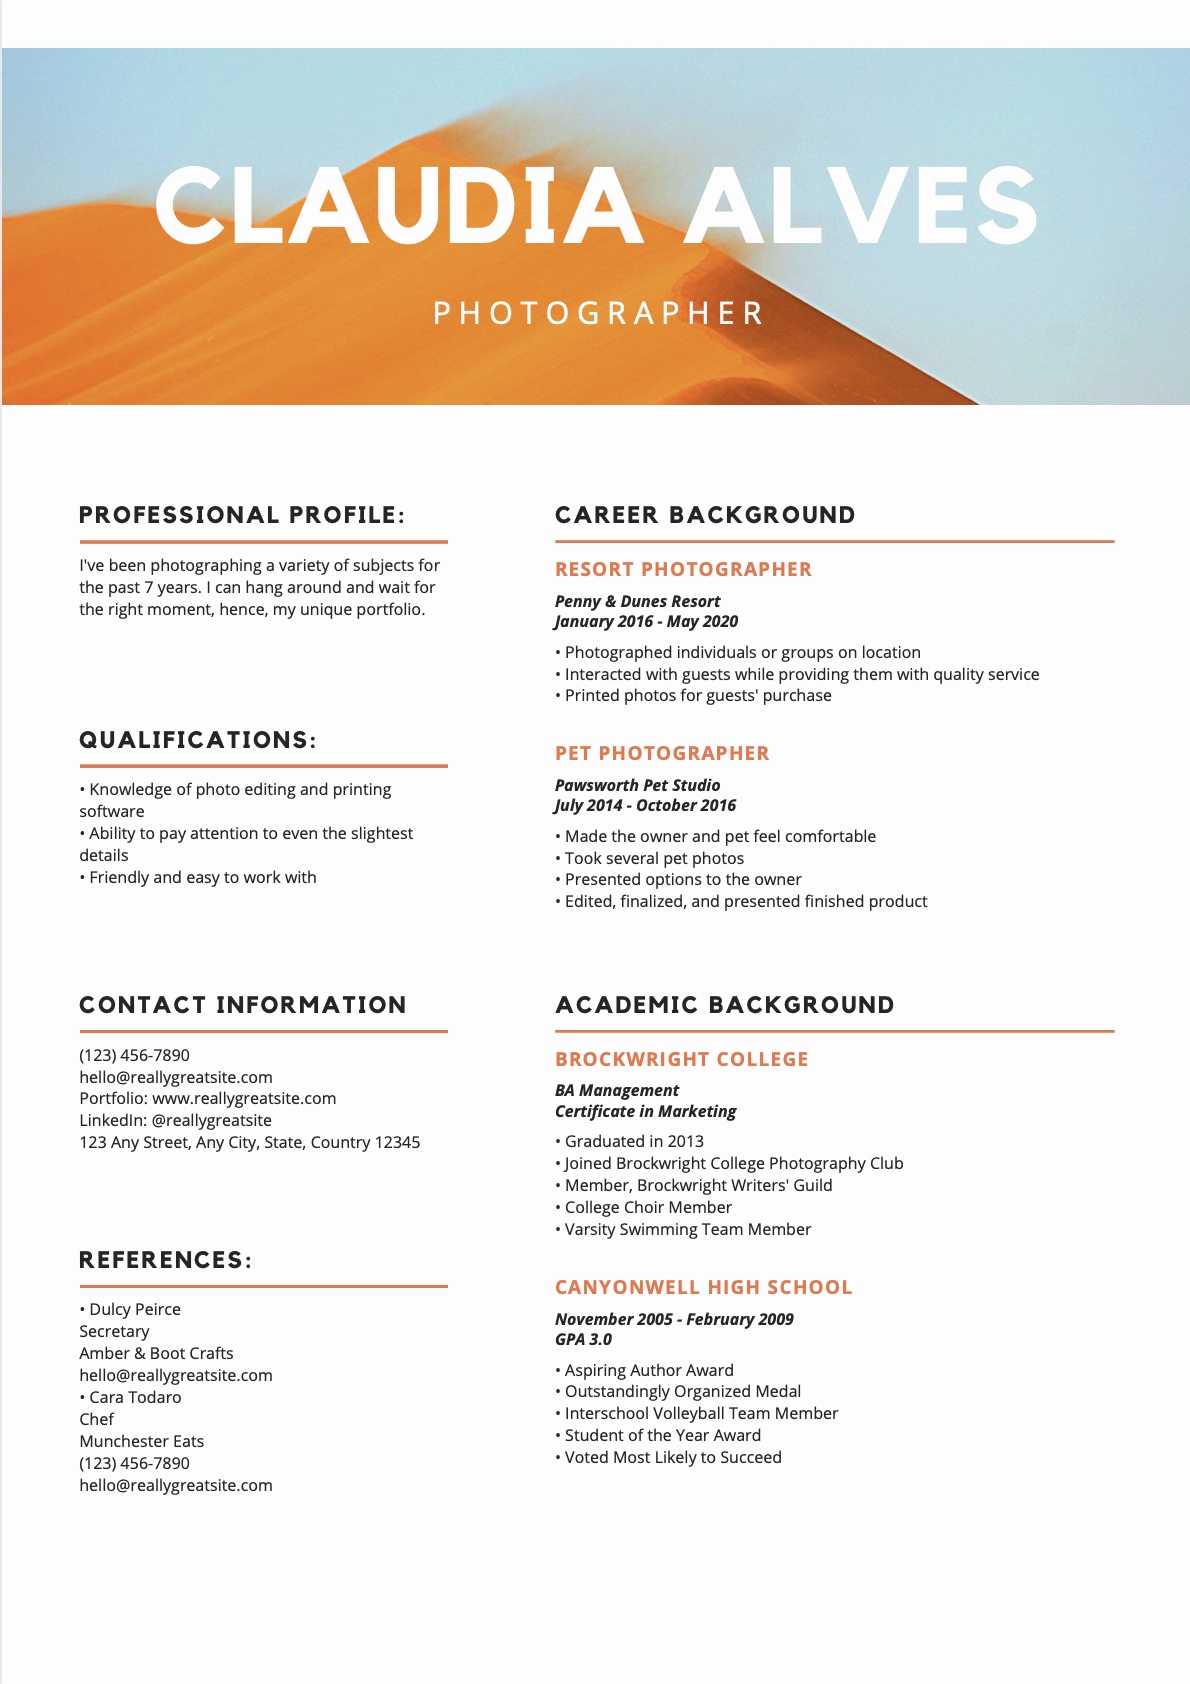 CLAUDIA ALVES
PHOTOGRAPHER
PROFESSIONAL PROFILE:
I've been photographing a variety of subjects for
the past 7 years. I can hang around and wait for
the right moment, hence, my unique portfolio.
QUALIFICATIONS:
• Knowledge of photo editing and printing
software
• Ability to pay attention to even the slightest
details
• Friendly and easy to work with
CONTACT INFORMATION
(123) 456-7890
hello@reallygreatsite.com
Portfolio: www.reallygreatsite.com
LinkedIn: @reallygreatsite
123 Any Street, Any City, State, Country 12345
REFERENCES:
• Dulcy Peirce
Secretary
Amber & Boot Crafts
hello@reallygreatsite.com
• Cara Todaro
Chef
Munchester Eats
(123) 456-7890
hello@reallygreatsite.com
CAREER BACKGROUND
RESORT PHOTOGRAPHER
Penny & Dunes Resort
January 2016 - May 2020
• Photographed individuals or groups on location
• Interacted with guests while providing them with quality service
• Printed photos for guests' purchase
PET PHOTOGRAPHER
Pawsworth Pet Studio
July 2014 - October 2016
• Made the owner and pet feel comfortable
• Took several pet photos
• Presented options to the owner
• Edited, finalized, and presented finished product
ACADEMIC BACKGROUND
BROCKWRIGHT COLLEGE
BA Management
Certificate in Marketing
• Graduated in 2013
• Joined Brockwright College Photography Club
• Member, Brockwright Writers' Guild
• College Choir Member
• Varsity Swimming Team Member
CANYONWELL HIGH SCHOOL
November 2005 - February 2009
GPA 3.0
• Aspiring Author Award
• Outstandingly Organized Medal
• Interschool Volleyball Team Member
• Student of the Year Award
• Voted Most Likely to Succeed